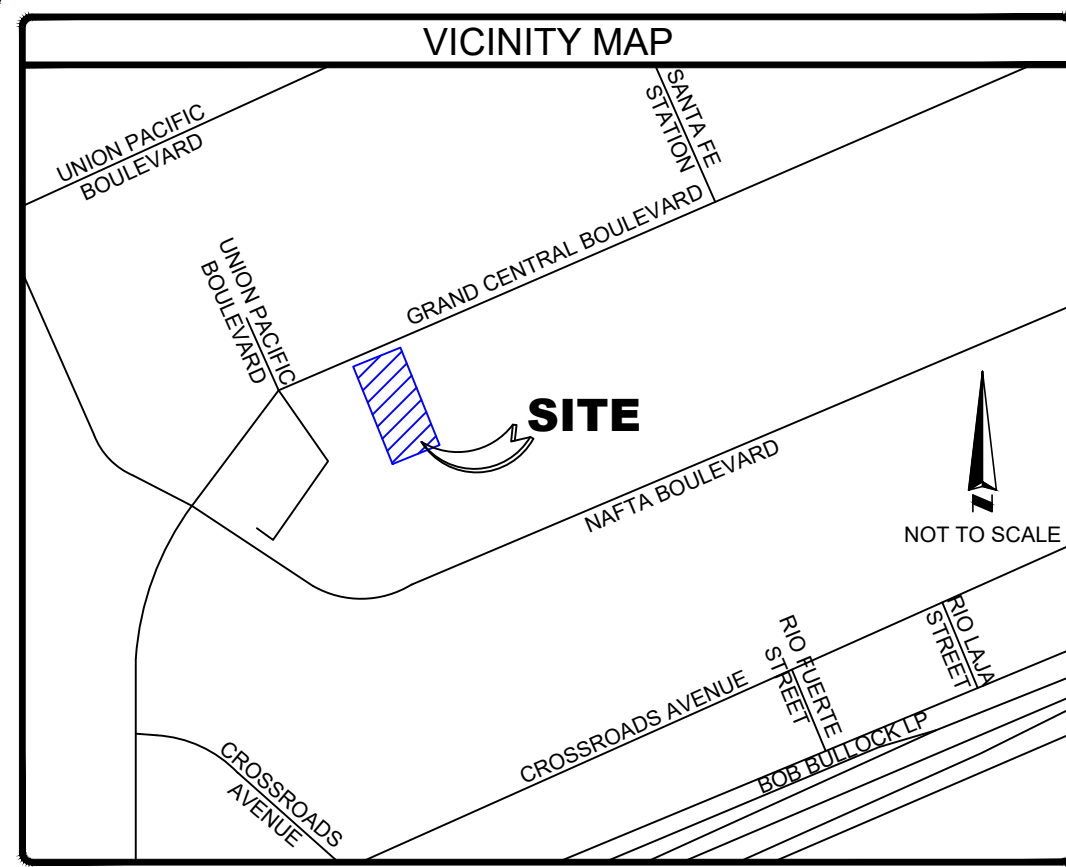 VICINITY MAP
UNION PACIFIC
BOULEVARD
SANTA FE
STATION
GRAND CENTRAL BOULEVARD
UNION PACIFIC
BOULEVARD
SITE
NAFTA BOULEVARD
N
NOT TO SCALE
RIO LAJA
STREET
RIO FUERTE
STREET
CROSSROADS AVENUE
BOB BULLOCK LP
CROSSROADS
AVENUE